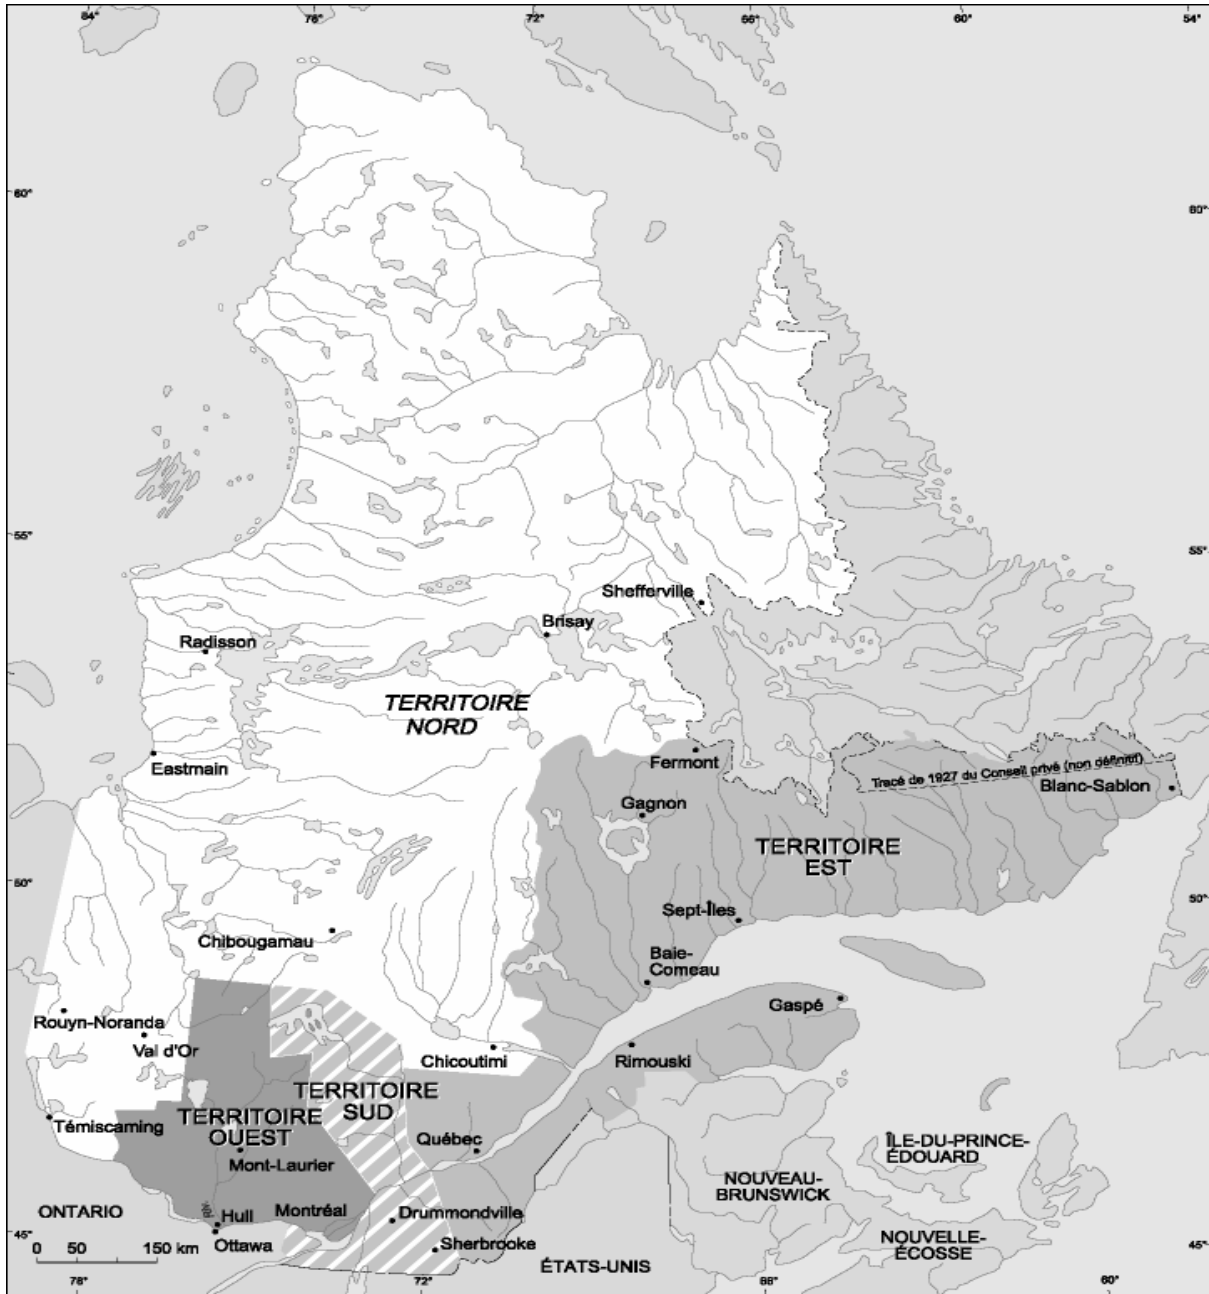 84°
76°
72°
66°
60°
54°
60°
60°
55°
55°
Shefferville
Brisay
Radisson
TERRITOIRE
NORD
Eastmain
Fermont
Tracé de 1927 du Conseil privé (non définitif)
Blanc-Sablon
Gagnon
TERRITOIRE
EST
50°
50°
Sept-Îles
Chibougamau
Baie-
Comeau
Gaspé
Rouyn-Noranda
Val d'Or
Chicoutimi
Rimouski
TERRITOIRE
SUD
Témiscaming
TERRITOIRE
OUEST
Québec
Mont-Laurier
ÎLE-DU-PRINCE-
ÉDOUARD
NOUVEAU-
BRUNSWICK
ONTARIO
Hull
Montréal
Drummondville
45°
Ottawa
Sherbrooke
NOUVELLE-
ÉCOSSE
45°
0 50 150 km
ÉTATS-UNIS
78°
72°
68°
60°